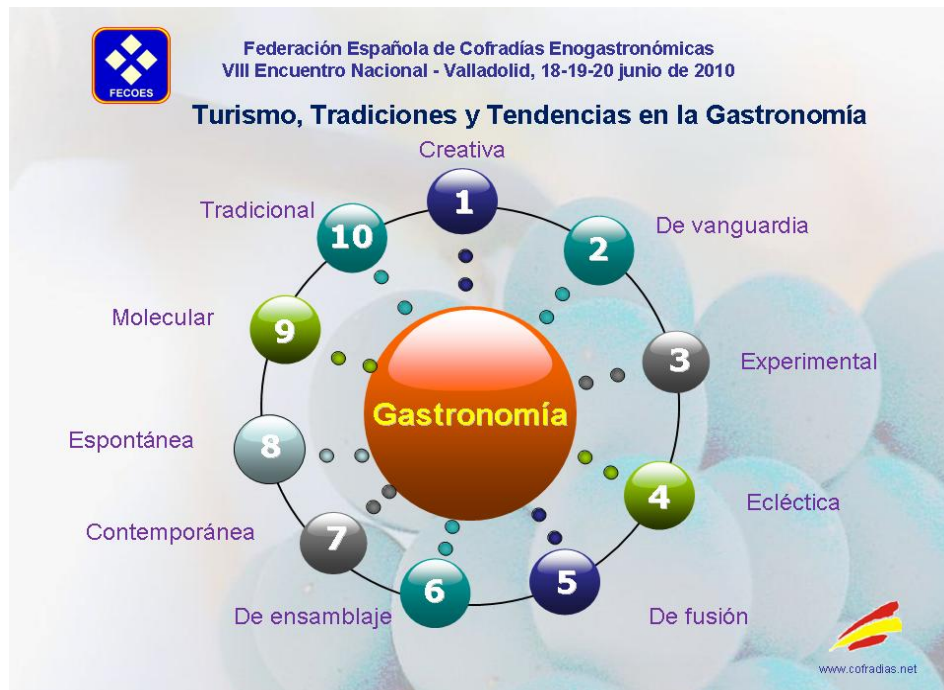 FECOES
Federación Española de Cofradías Enogastronómicas
VIII Encuentro Nacional - Valladolid, 18-19-20 junio de 2010
Turismo, Tradiciones y Tendencias en la Gastronomía
Creativa
1
De vanguardia
2
Experimental
3
Ecléctica
4
De fusión
5
De ensamblaje
6
Contemporánea
7
Espontánea
8
Molecular
9
Tradicional
10
Gastronomía
www.cofradias.net